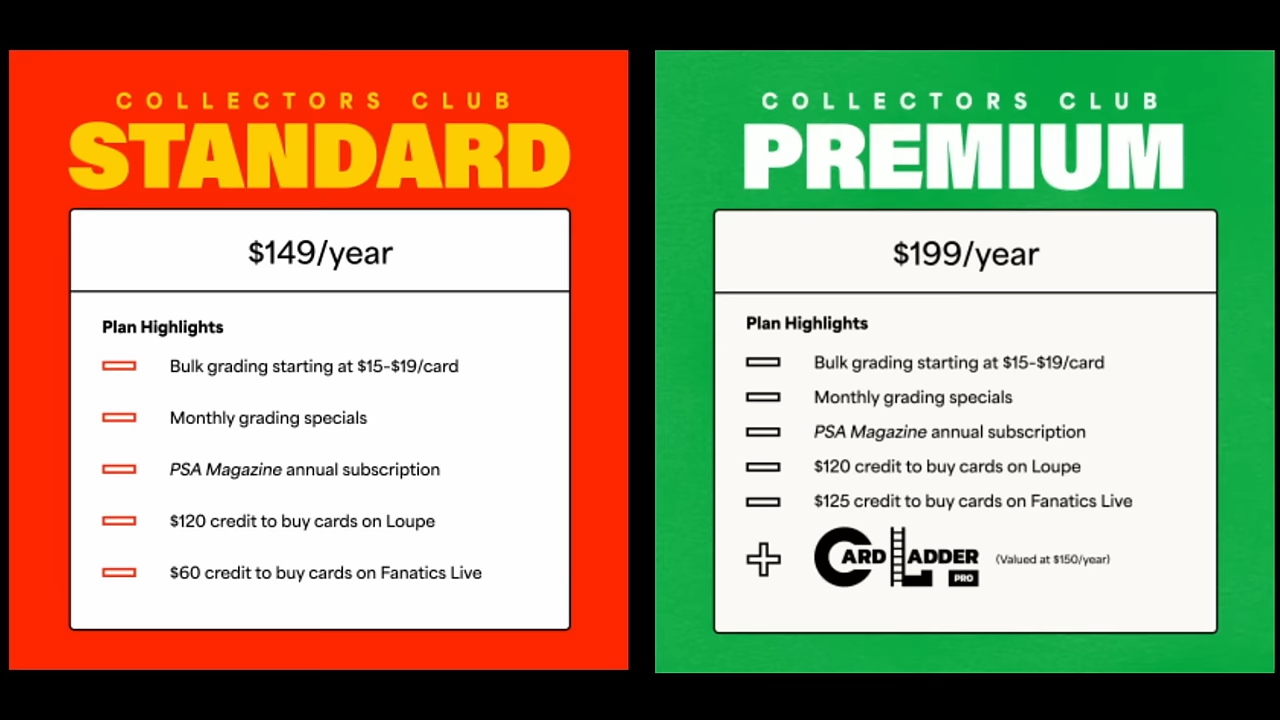 COLLECTORS CLUB
STANDARD
$149/year
Plan Highlights
Bulk grading starting at $15–$19/card
Monthly grading specials
PSA Magazine annual subscription
$120 credit to buy cards on Loupe
$60 credit to buy cards on Fanatics Live
COLLECTORS CLUB
PREMIUM
$199/year
Plan Highlights
Bulk grading starting at $15–$19/card
Monthly grading specials
PSA Magazine annual subscription
$120 credit to buy cards on Loupe
$125 credit to buy cards on Fanatics Live
CARD LADDER PRO (Valued at $150/year)